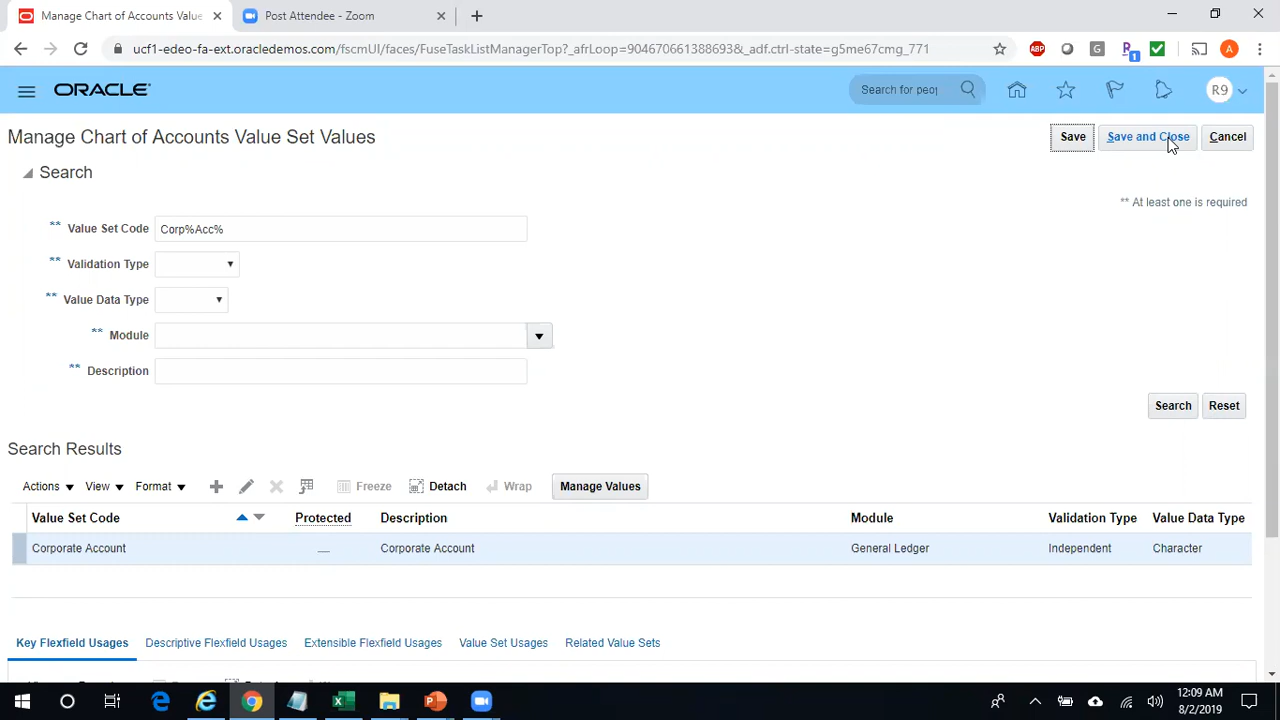 Manage Chart of Accounts Value
Post Attendee - Zoom
ucf1-edeo-fa-ext.oracledemos.com/fscmUI/faces/FuseTaskListManagerTop?_afrLoop=9046706613886​93&_adf.ctrl-state=g5me67cmg_771
ABP
G
R
1
A
ORACLE
Search for peop
R9
Manage Chart of Accounts Value Set Values
Save
Save and Close
Cancel
Search
** At least one is required
** Value Set Code Corp%Acc%
** Validation Type
** Value Data Type
** Module
** Description
Search
Reset
Search Results
Actions
View
Format
Freeze
Detach
Wrap
Manage Values
Value Set Code Protected Description Module Validation Type Value Data Type
Corporate Account — Corporate Account General Ledger Independent Character
Key Flexfield Usages Descriptive Flexfield Usages Extensible Flexfield Usages Value Set Usages Related Value Sets
12:09 AM
8/2/2019